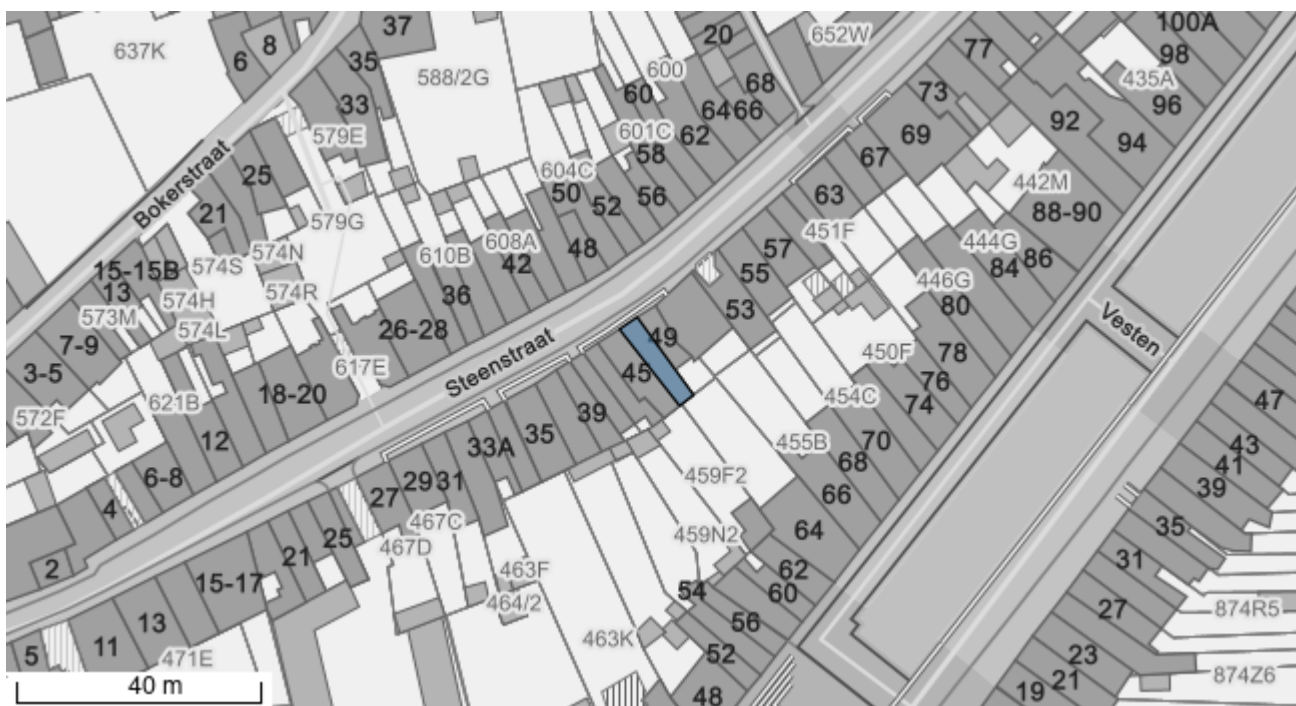 37
20
652W
100A
77
98
8
6
637K
35
588/2G
600
68
435A
60
73
96
33
64
66
92
69
94
579E
601C
62
58
67
604C
25
50
56
442M
Bokerstraat
52
63
88-90
21
579G
451F
608A
444G
574N
610B
48
57
86
574S
42
84
15-15B
55
446G
13
574H
574R
36
80
53
573M
574L
26-28
49
Vesten
7-9
Steenstraat
450F
78
3-5
617E
45
76
621B
18-20
454C
74
47
572F
12
39
35
455B
70
43
33A
68
41
6-8
459F2
66
39
29
31
4
27
467C
64
35
25
459N2
467D
31
2
21
463F
62
15-17
54
60
464/2
27
874R5
13
56
463K
11
5
52
23
471E
21
874Z6
40 m
48
19